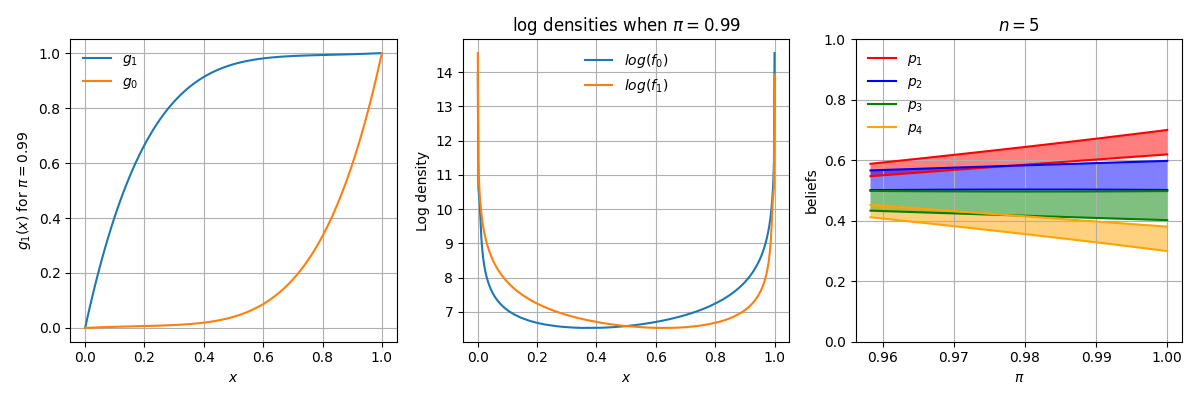 g₁
g₀
1.0
0.8
0.6
0.4
0.2
0.0
g₁(x) for π = 0.99
0.0 0.2 0.4 0.6 0.8 1.0
x
log densities when π = 0.99
log(f₀)
log(f₁)
14
13
12
11
10
9
8
7
Log density
0.0 0.2 0.4 0.6 0.8 1.0
x
n = 5
p₁
p₂
p₃
p₄
1.0
0.8
0.6
0.4
0.2
0.0
beliefs
0.96 0.97 0.98 0.99 1.00
π